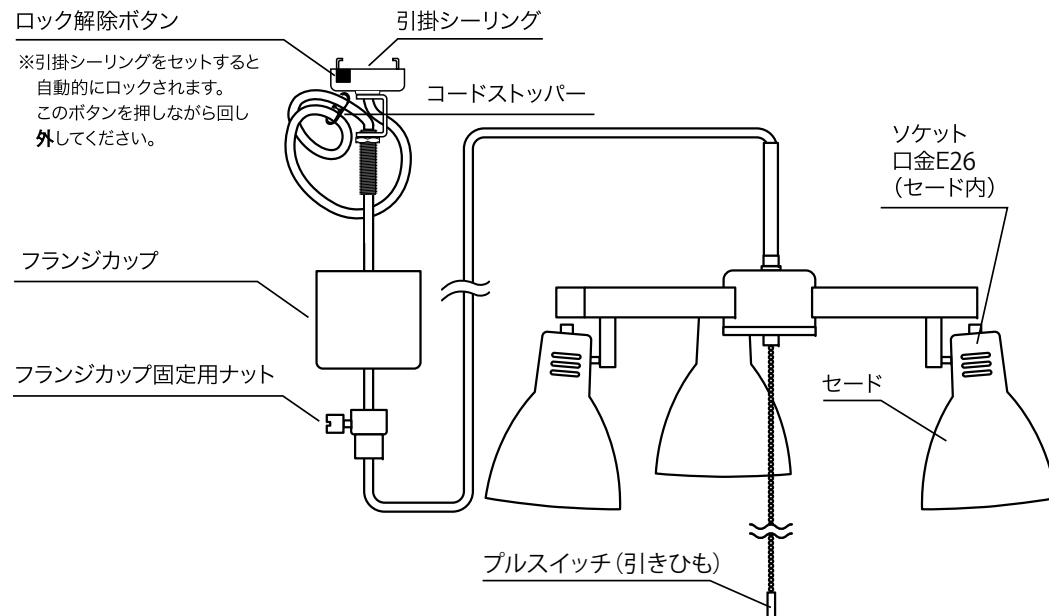 ロック解除ボタン
※引掛シーリングをセットすると
自動的にロックされます。
このボタンを押しながら回し
外してください。
引掛シーリング
コードストッパー
ソケット
口金E26
（セード内）
フランジカップ
フランジカップ固定用ナット
セード
プルスイッチ（引きひも）